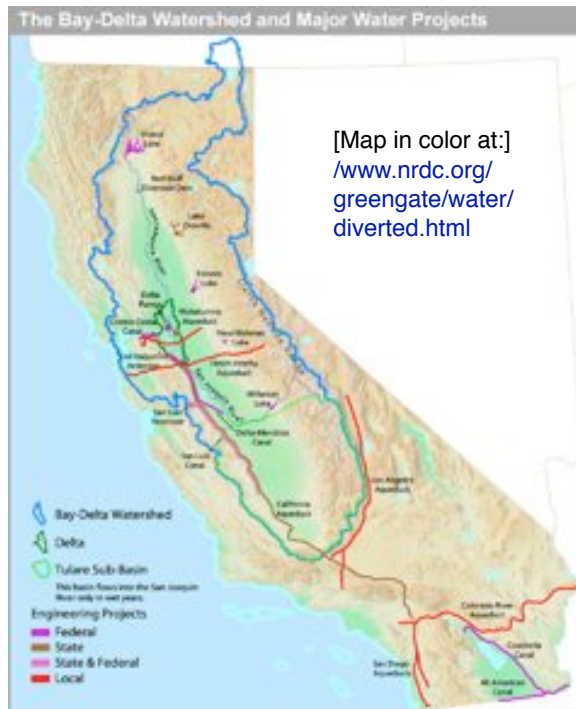 The Bay-Delta Watershed and Major Water Projects
[Map in color at:]
/www.nrdc.org/
greengate/water/
diverted.html
Shasta
Lake
Red Bluff
Diversion Dam
Lake
Oroville
Sacramento River
Folsom
Lake
Delta
Pumps
Mokelumne
Aqueduct
Contra Costa
Canal
New Melones
Lake
Hetch Hetchy
Aqueduct
San Joaquin River
Millerton
Lake
San Luis
Reservoir
Delta-Mendota
Canal
San Luis
Canal
Los Angeles
Aqueduct
California
Aqueduct
Bay-Delta Watershed
Delta
Tulare Sub-Basin
This basin flows into the San Joaquin
River only in wet years.
Engineering Projects
Federal
State
State & Federal
Local
Colorado River
Aqueduct
Coachella
Canal
San Diego
Aqueduct
All-American
Canal